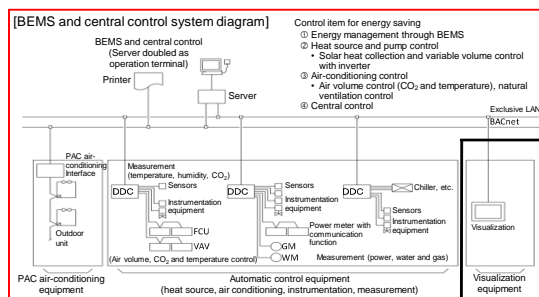 [BEMS and central control system diagram]
BEMS and central control
(Server doubled as
operation terminal)
Printer
Server
Control item for energy saving
① Energy management through BEMS
② Heat source and pump control
• Solar heat collection and variable volume control
with inverter
③ Air-conditioning control
• Air volume control (CO₂ and temperature), natural
ventilation control
④ Central control
Exclusive LAN
BACnet
PAC air-
conditioning
Interface
Outdoor
unit
PAC air-conditioning
equipment
Measurement
(temperature, humidity, CO₂)
DDC
Sensors
Instrumentation
equipment
FCU
VAV
(Air volume, CO₂ and temperature control)
DDC
Sensors
Instrumentation
equipment
Power meter with
communication
function
GM
WM
DDC
Chiller, etc.
Sensors
Instrumentation
equipment
Measurement (power, water and gas)
Automatic control equipment
(heat source, air conditioning, instrumentation, measurement)
Visualization
Visualization
equipment